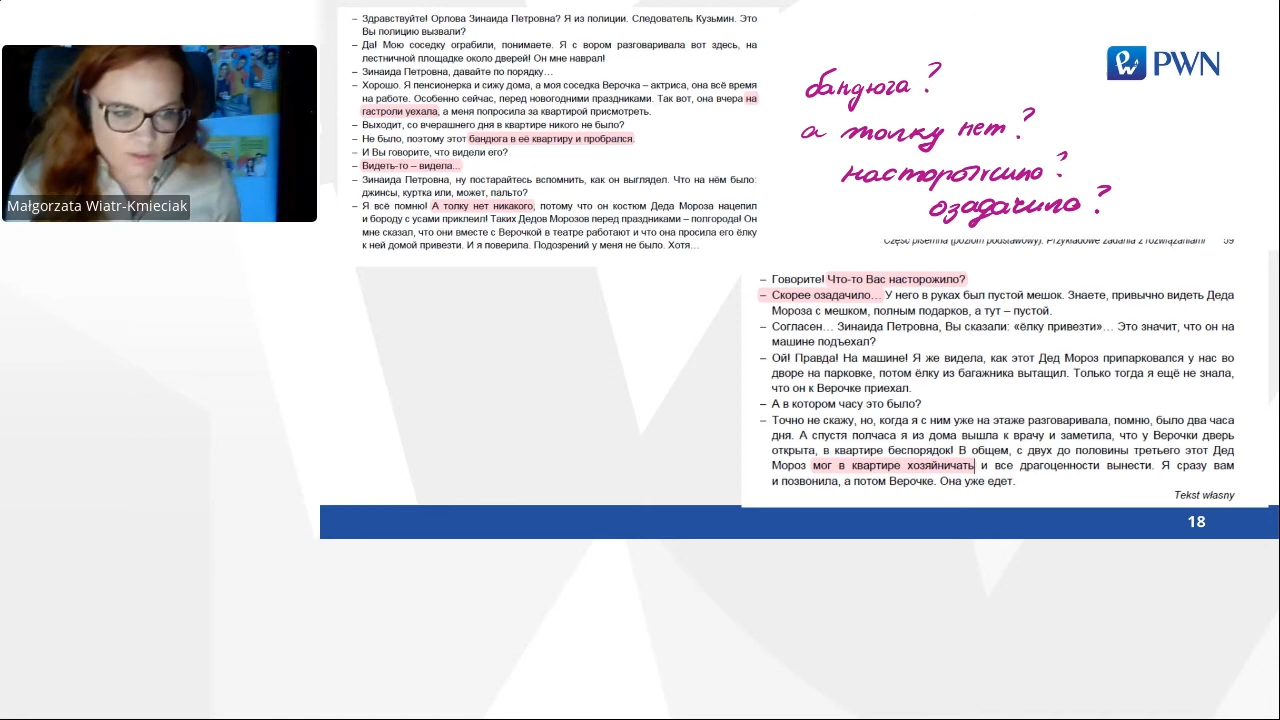 – Здравствуйте! Орлова Зинаида Петровна? Я из полиции. Следователь Кузьмин. Это
Вы полицию вызвали?
– Да! Мою соседку ограбили, понимаете. Я с вором разговаривала вот здесь, на
лестничной площадке около дверей! Он мне наврал!
– Зинаида Петровна, давайте по порядку…
– Хорошо. Я пенсионерка и сижу дома, а моя соседка Верочка – актриса, она всё время
на работе. Особенно сейчас, перед новогодними праздниками. Так вот, она вчера на
гастроли уехала, а меня попросила за квартирой присмотреть.
– Выходит, со вчерашнего дня в квартире никого не было?
– Не было, поэтому этот бандюга в её квартиру и пробрался.
– И Вы говорите, что видели его?
– Видеть-то – видела...
– Зинаида Петровна, ну постарайтесь вспомнить, как он выглядел. Что на нём было:
джинсы, куртка или, может, пальто?
– Я всё помню! А толку нет никакого, потому что он костюм Деда Мороза нацепил
и бороду с усами приклеил! Таких Дедов Морозов перед праздниками – полгорода! Он
мне сказал, что они вместе с Верочкой в театре работают и что она просила его ёлку
к ней домой привезти. И я поверила. Подозрений у меня не было. Хотя…
Małgorzata Wiatr-Kmieciak
PWN
бандюга?
а толку нет?
насторожило?
озадачило?
Część pisemna (poziom podstawowy). Przykładowe zadania z rozwiązaniami 59
– Говорите! Что-то Вас насторожило?
– Скорее озадачило… У него в руках был пустой мешок. Знаете, привычно видеть Деда
Мороза с мешком, полным подарков, а тут – пустой.
– Согласен… Зинаида Петровна, Вы сказали: «ёлку привезти»… Это значит, что он на
машине подъехал?
– Ой! Правда! На машине! Я же видела, как этот Дед Мороз припарковался у нас во
дворе на парковке, потом ёлку из багажника вытащил. Только тогда я ещё не знала,
что он к Верочке приехал.
– А в котором часу это было?
– Точно не скажу, но, когда я с ним уже на этаже разговаривала, помню, было два часа
дня. А спустя полчаса я из дома вышла к врачу и заметила, что у Верочки дверь
открыта, в квартире беспорядок! В общем, с двух до половины третьего этот Дед
Мороз мог в квартире хозяйничать и все драгоценности вынести. Я сразу вам
и позвонила, а потом Верочке. Она уже едет.
Tekst własny
18